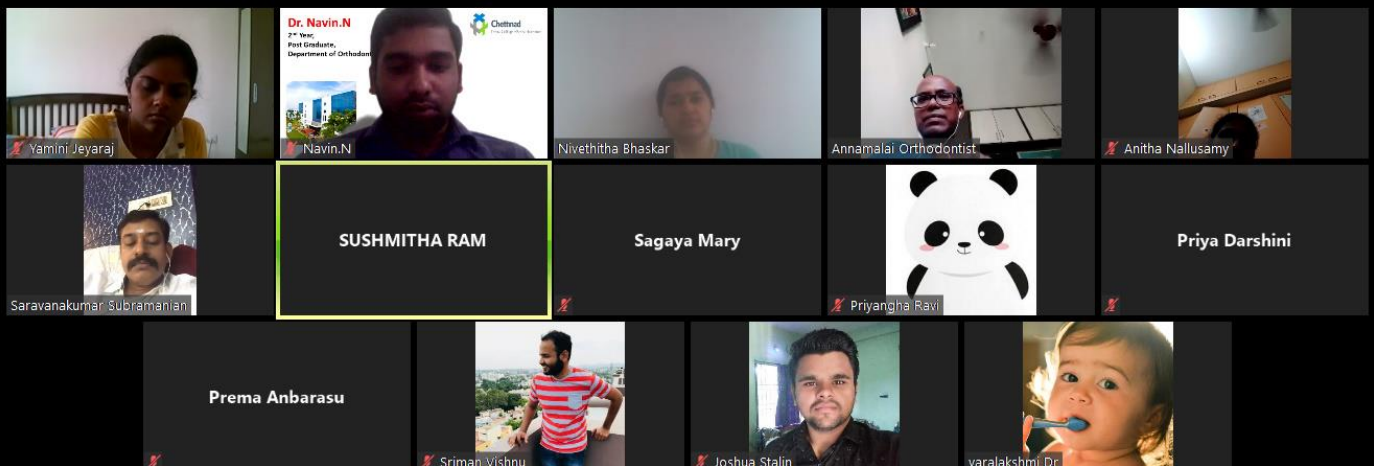 Dr. Navin.N
2nd Year,
Post Graduate,
Department of Orthodon
Chettinad
Yamini Jeyaraj
Navin.N
Nivethitha Bhaskar
Annamalai Orthodontist
Anitha Nallusamy
Saravanakumar Subramanian
SUSHMITHA RAM
Sagaya Mary
Priyangha Ravi
Priya Darshini
Prema Anbarasu
Sriman Vishnu
Joshua Stalin
varalakshmi Dr